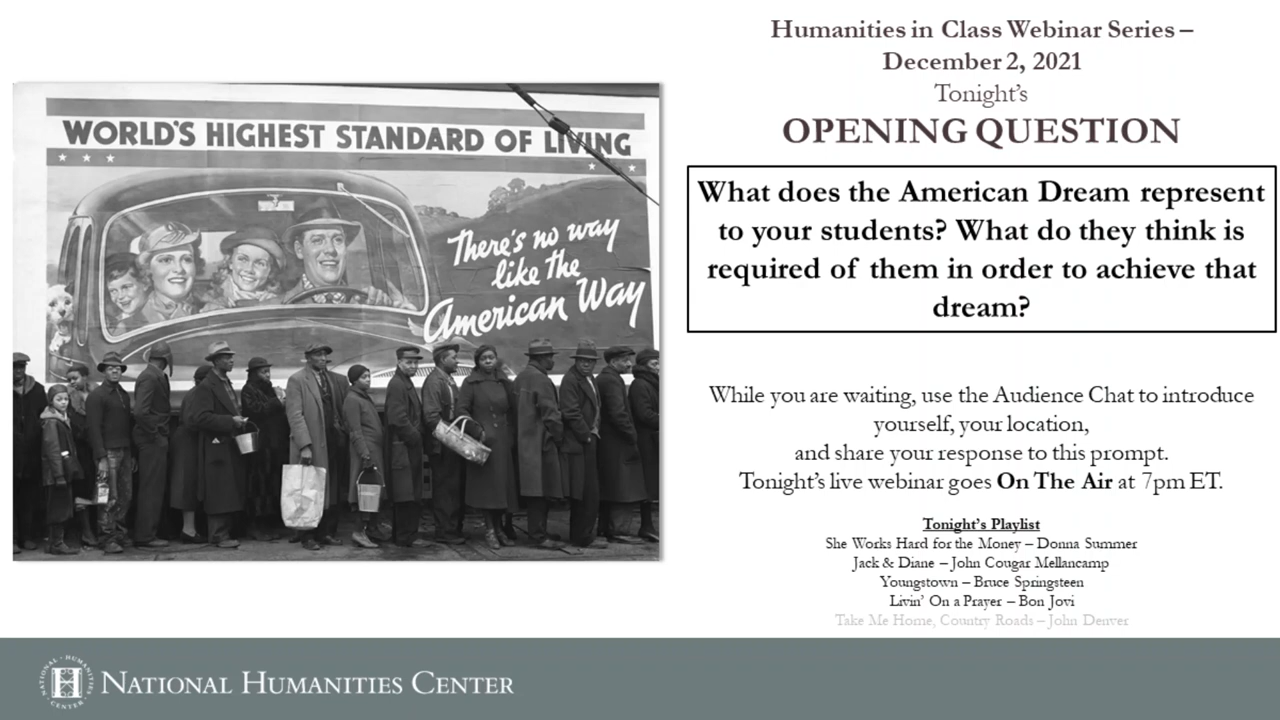 WORLD'S HIGHEST STANDARD OF LIVING
There's no way
like the
American Way
Humanities in Class Webinar Series –
December 2, 2021
Tonight's
OPENING QUESTION
What does the American Dream represent
to your students? What do they think is
required of them in order to achieve that
dream?
While you are waiting, use the Audience Chat to introduce
yourself, your location,
and share your response to this prompt.
Tonight's live webinar goes On The Air at 7pm ET.
Tonight's Playlist
She Works Hard for the Money – Donna Summer
Jack & Diane – John Cougar Mellancamp
Youngstown – Bruce Springsteen
Livin' On a Prayer – Bon Jovi
Take Me Home, Country Roads – John Denver
NATIONAL HUMANITIES CENTER
H
NATIONAL HUMANITIES CENTER